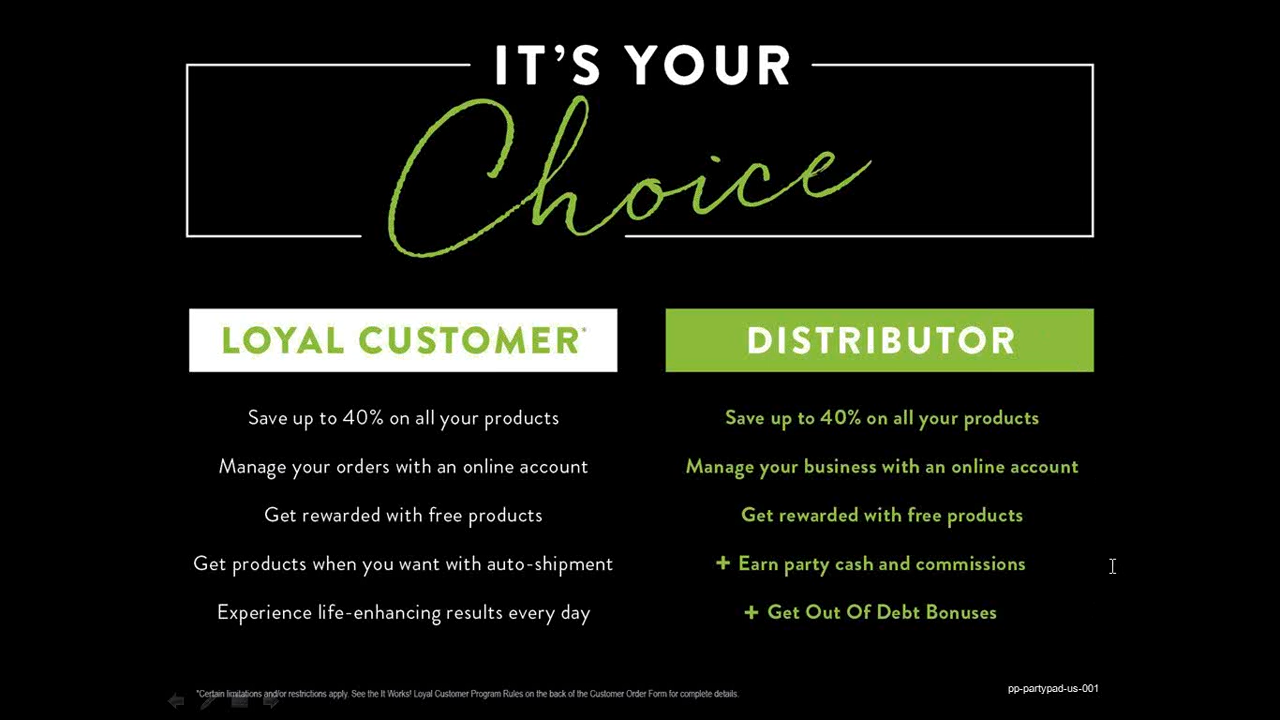 IT'S YOUR
Choice
LOYAL CUSTOMER*
Save up to 40% on all your products
Manage your orders with an online account
Get rewarded with free products
Get products when you want with auto-shipment
Experience life-enhancing results every day
DISTRIBUTOR
Save up to 40% on all your products
Manage your business with an online account
Get rewarded with free products
+ Earn party cash and commissions
+ Get Out Of Debt Bonuses
*Certain limitations and/or restrictions apply. See the It Works! Loyal Customer Program Rules on the back of the Customer Order Form for complete details.
pp-partypad-us-001